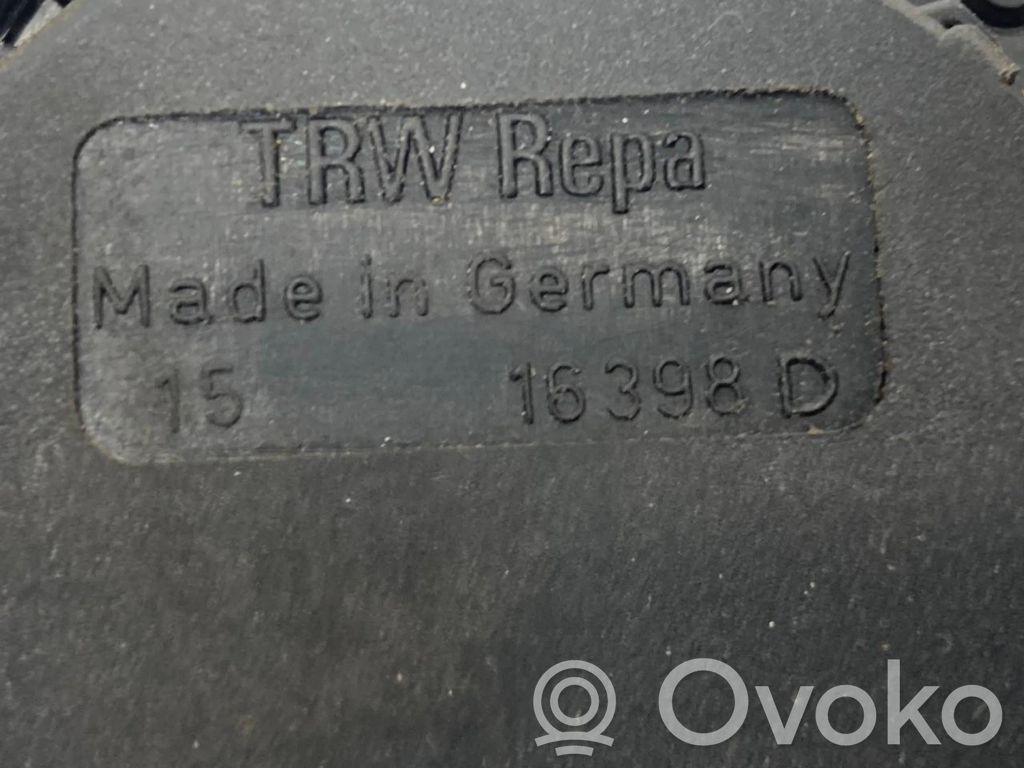 TRW Repa
Made in Germany
15 16398 D
Ovoko